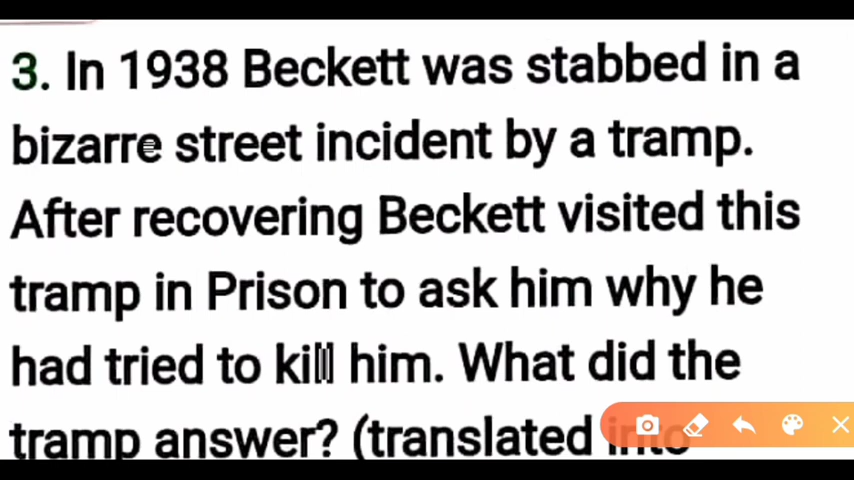 3. In 1938 Beckett was stabbed in a
bizarre street incident by a tramp.
After recovering Beckett visited this
tramp in Prison to ask him why he
had tried to kill him. What did the
tramp answer? (translated into